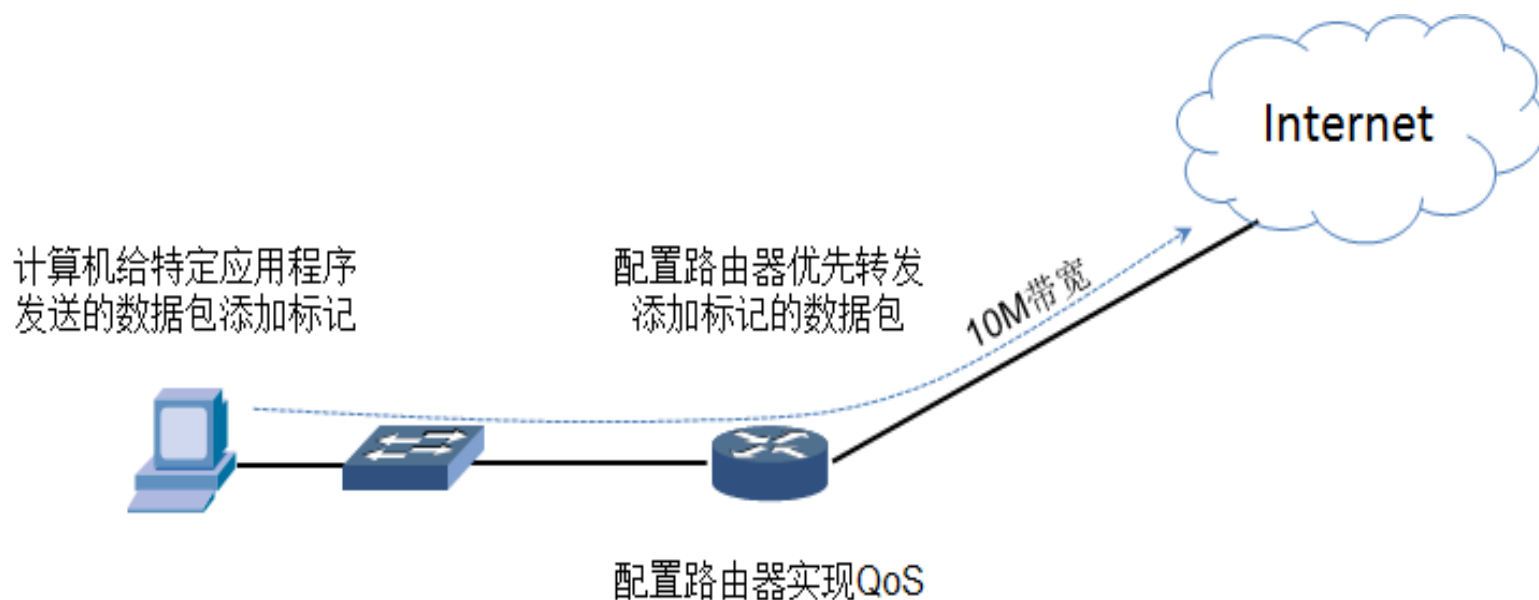 Internet
计算机给特定应用程序
发送的数据包添加标记
配置路由器优先转发
添加标记的数据包
10M带宽
配置路由器实现QoS